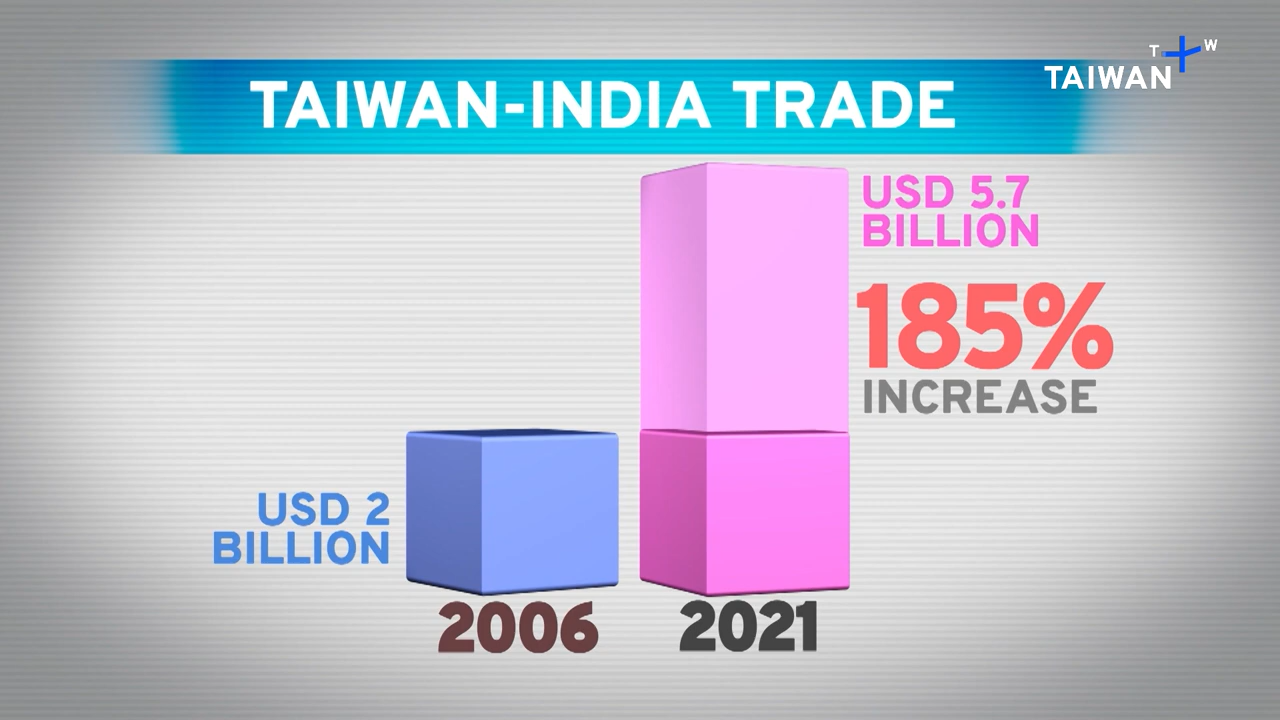 T W
TAIWAN
TAIWAN-INDIA TRADE
USD 5.7
BILLION
185%
INCREASE
USD 2
BILLION
2006
2021